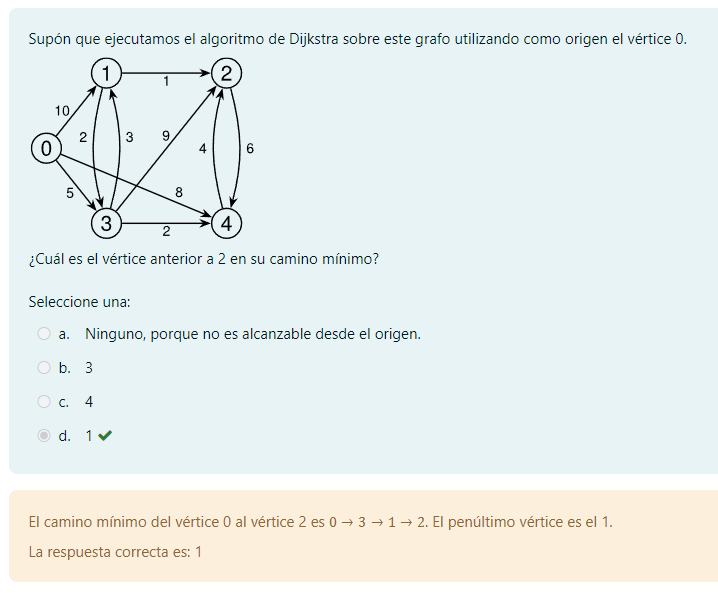 Supón que ejecutamos el algoritmo de Dijkstra sobre este grafo utilizando como origen el vértice 0.
1
2
1
10
2
3
9
4
6
0
5
8
3
2
4
¿Cuál es el vértice anterior a 2 en su camino mínimo?
Seleccione una:
a. Ninguno, porque no es alcanzable desde el origen.
b. 3
c. 4
d. 1
El camino mínimo del vértice 0 al vértice 2 es 0 → 3 → 1 → 2. El penúltimo vértice es el 1.
La respuesta correcta es: 1